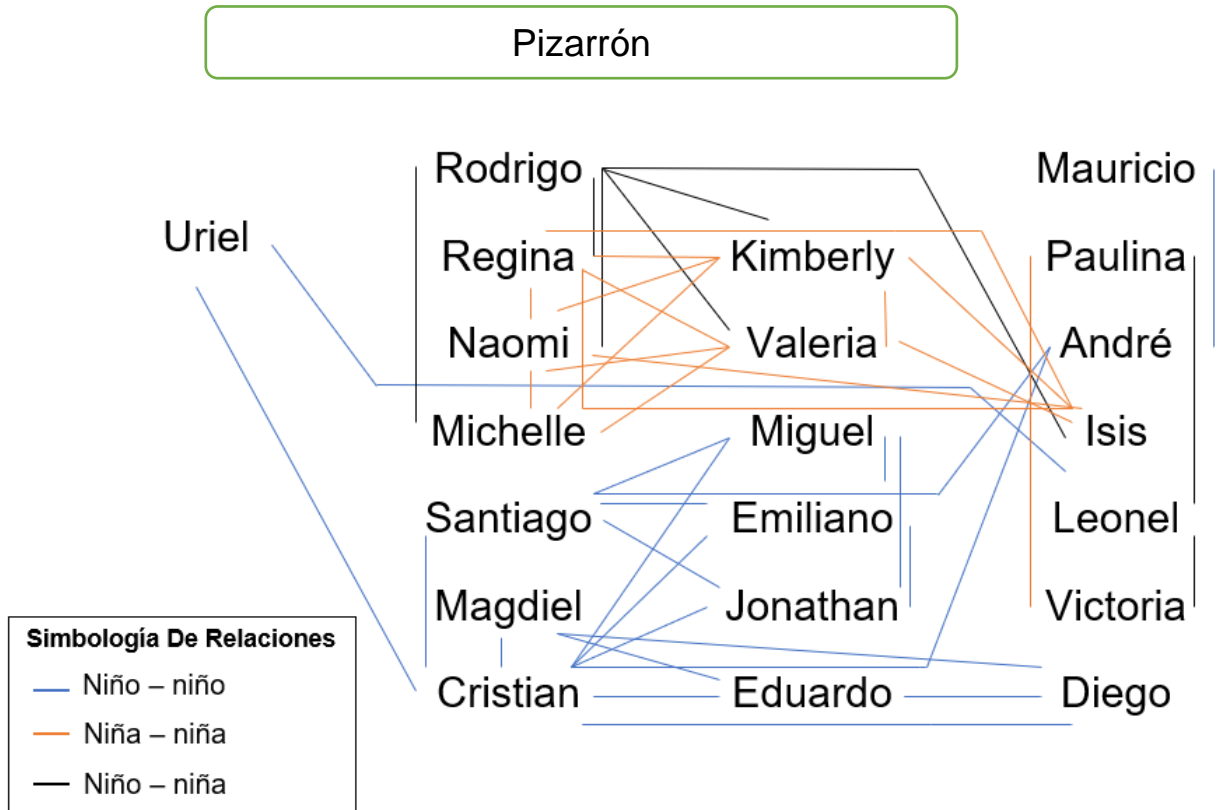 Pizarrón
Rodrigo
Mauricio
Uriel
Regina
Kimberly
Paulina
Naomi
Valeria
André
Michelle
Miguel
Isis
Santiago
Emiliano
Leonel
Magdiel
Jonathan
Victoria
Cristian
Eduardo
Diego
Simbología De Relaciones
Niño – niño
Niña – niña
Niño – niña